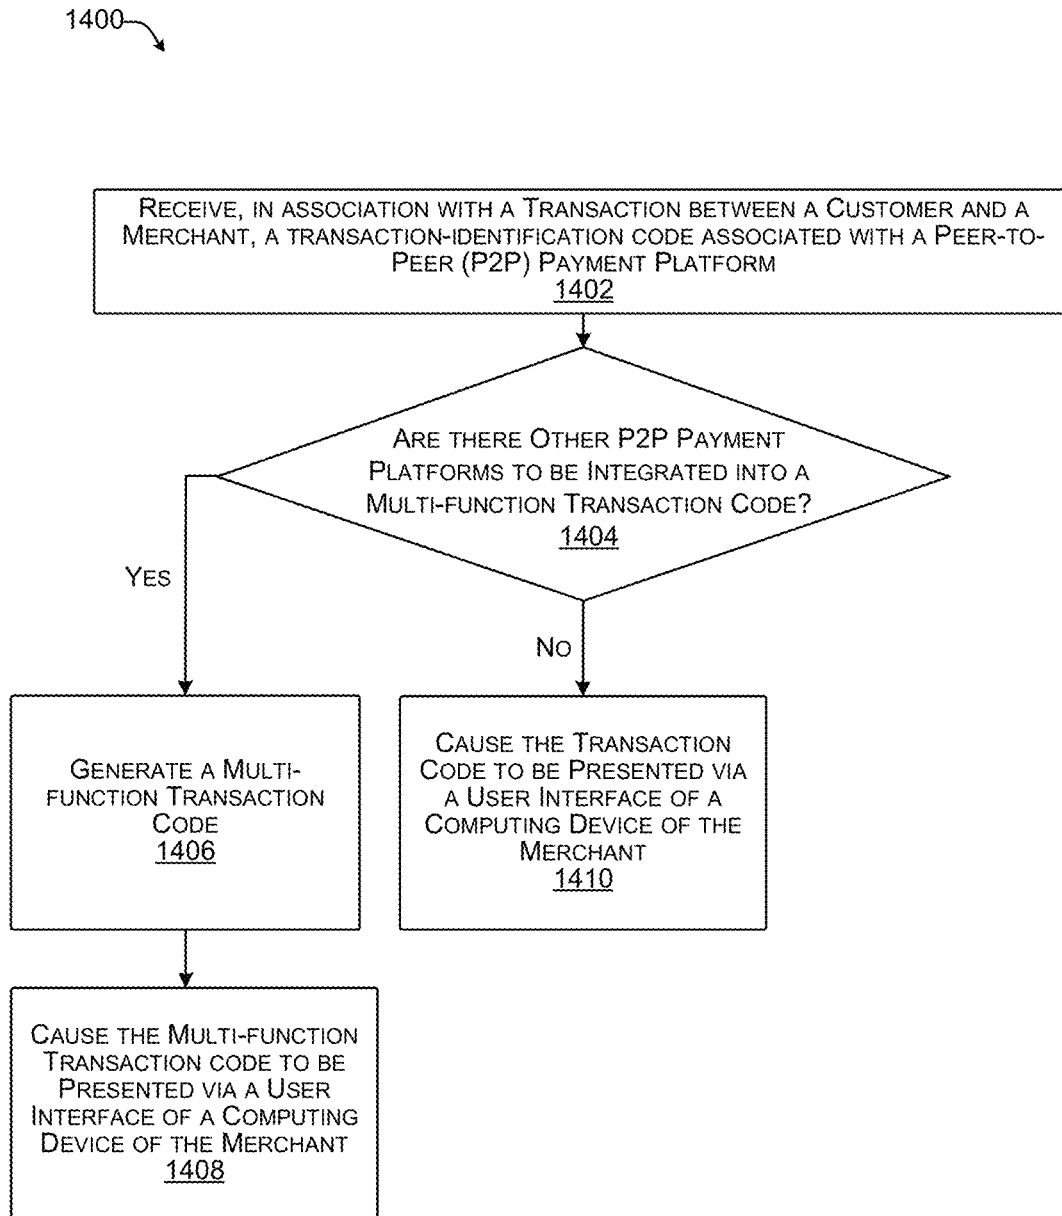 1400
RECEIVE, IN ASSOCIATION WITH A TRANSACTION BETWEEN A CUSTOMER AND A
MERCHANT, A TRANSACTION-IDENTIFICATION CODE ASSOCIATED WITH A PEER-TO-
PEER (P2P) PAYMENT PLATFORM
1402
ARE THERE OTHER P2P PAYMENT
PLATFORMS TO BE INTEGRATED INTO A
MULTI-FUNCTION TRANSACTION CODE?
1404
YES
NO
GENERATE A MULTI-
FUNCTION TRANSACTION
CODE
1406
CAUSE THE TRANSACTION
CODE TO BE PRESENTED VIA
A USER INTERFACE OF A
COMPUTING DEVICE OF THE
MERCHANT
1410
CAUSE THE MULTI-FUNCTION
TRANSACTION CODE TO BE
PRESENTED VIA A USER
INTERFACE OF A COMPUTING
DEVICE OF THE MERCHANT
1408